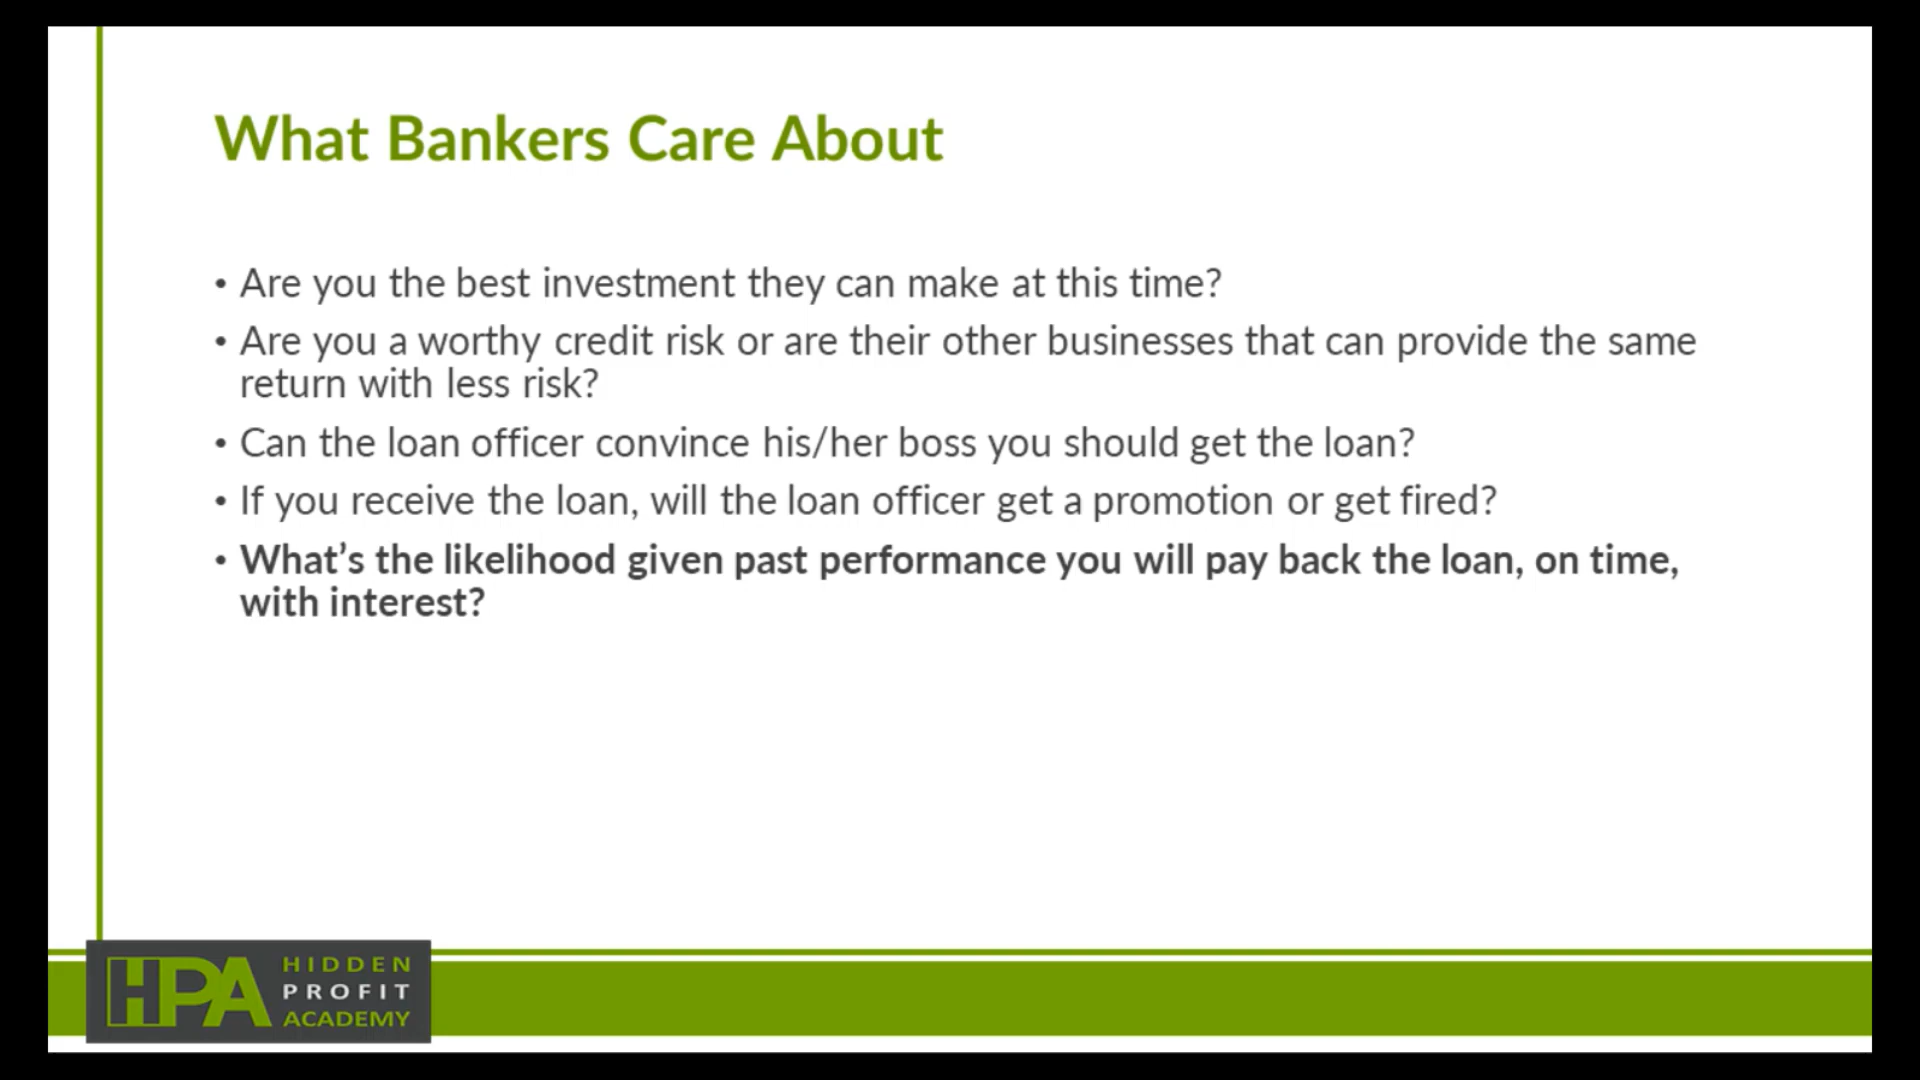 What Bankers Care About
• Are you the best investment they can make at this time?
• Are you a worthy credit risk or are their other businesses that can provide the same
return with less risk?
• Can the loan officer convince his/her boss you should get the loan?
• If you receive the loan, will the loan officer get a promotion or get fired?
• What’s the likelihood given past performance you will pay back the loan, on time,
with interest?
HPA
HIDDEN
PROFIT
ACADEMY